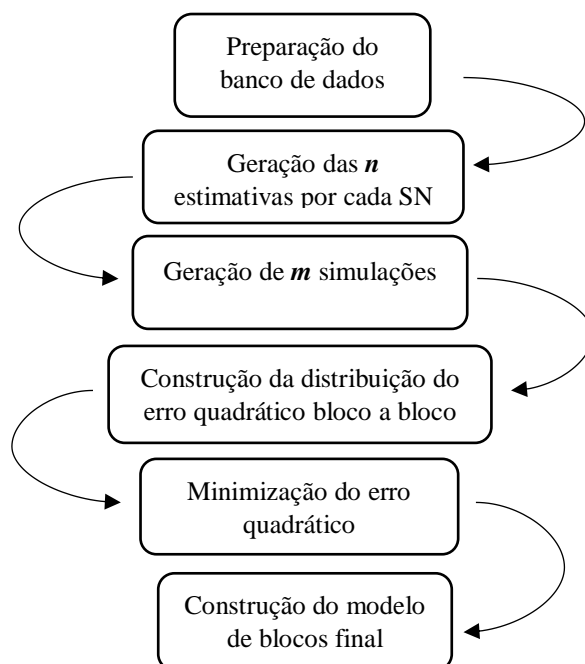 Preparação do
banco de dados
Geração das n
estimativas por cada SN
Geração de m simulações
Construção da distribuição do
erro quadrático bloco a bloco
Minimização do erro
quadrático
Construção do modelo
de blocos final